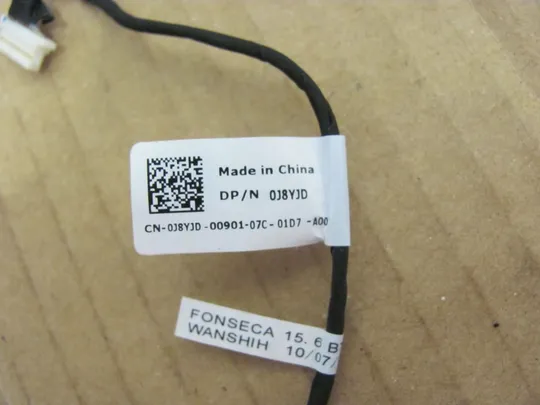 Made in China
DP/N 0J8YJD
CN-0J8YJD-00901-07C-01D7-A00
FONSECA 15.6
WANSHIH 10/07/